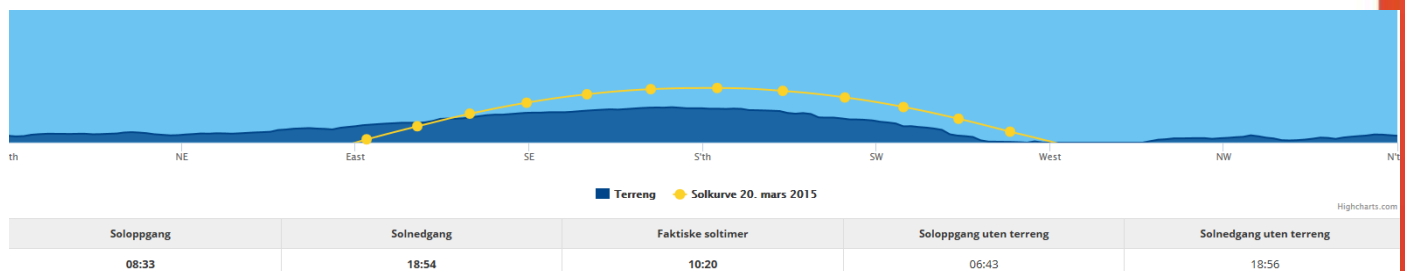 th NE East SE S'th SW West NW N't
Terreng Solkurve 20. mars 2015
Highcharts.com
Soloppgang Solnedgang Faktiske soltimer Soloppgang uten terreng Solnedgang uten terreng
08:33 18:54 10:20 06:43 18:56